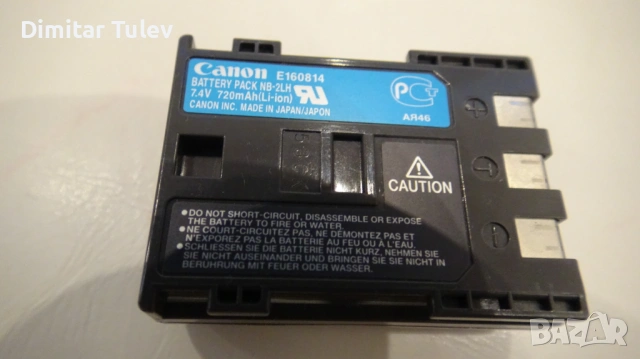 Dimitar Tulev
Canon E160814
BATTERY PACK NB-2LH
7.4V 720mAh(Li-ion)
CANON INC. MADE IN JAPAN/JAPON
AR46
CAUTION
●DO NOT SHORT-CIRCUIT, DISASSEMBLE OR EXPOSE
THE BATTERY TO FIRE OR WATER.
●NE COURT-CIRCUITEZ PAS, NE DÉMONTEZ PAS ET
N'EXPOREZ PAS LA BATTERIE AU FEU OU À L'EAU.
●SCHLIESSEN SIE DIE BATTERIE NICHT KURZ, NEHMEN SIE
SIE NICHT AUSEINANDER UND BRINGEN SIE SIE NICHT IN
BERÜHRUNG MIT FEUER ODER WASSER.
BAZAR